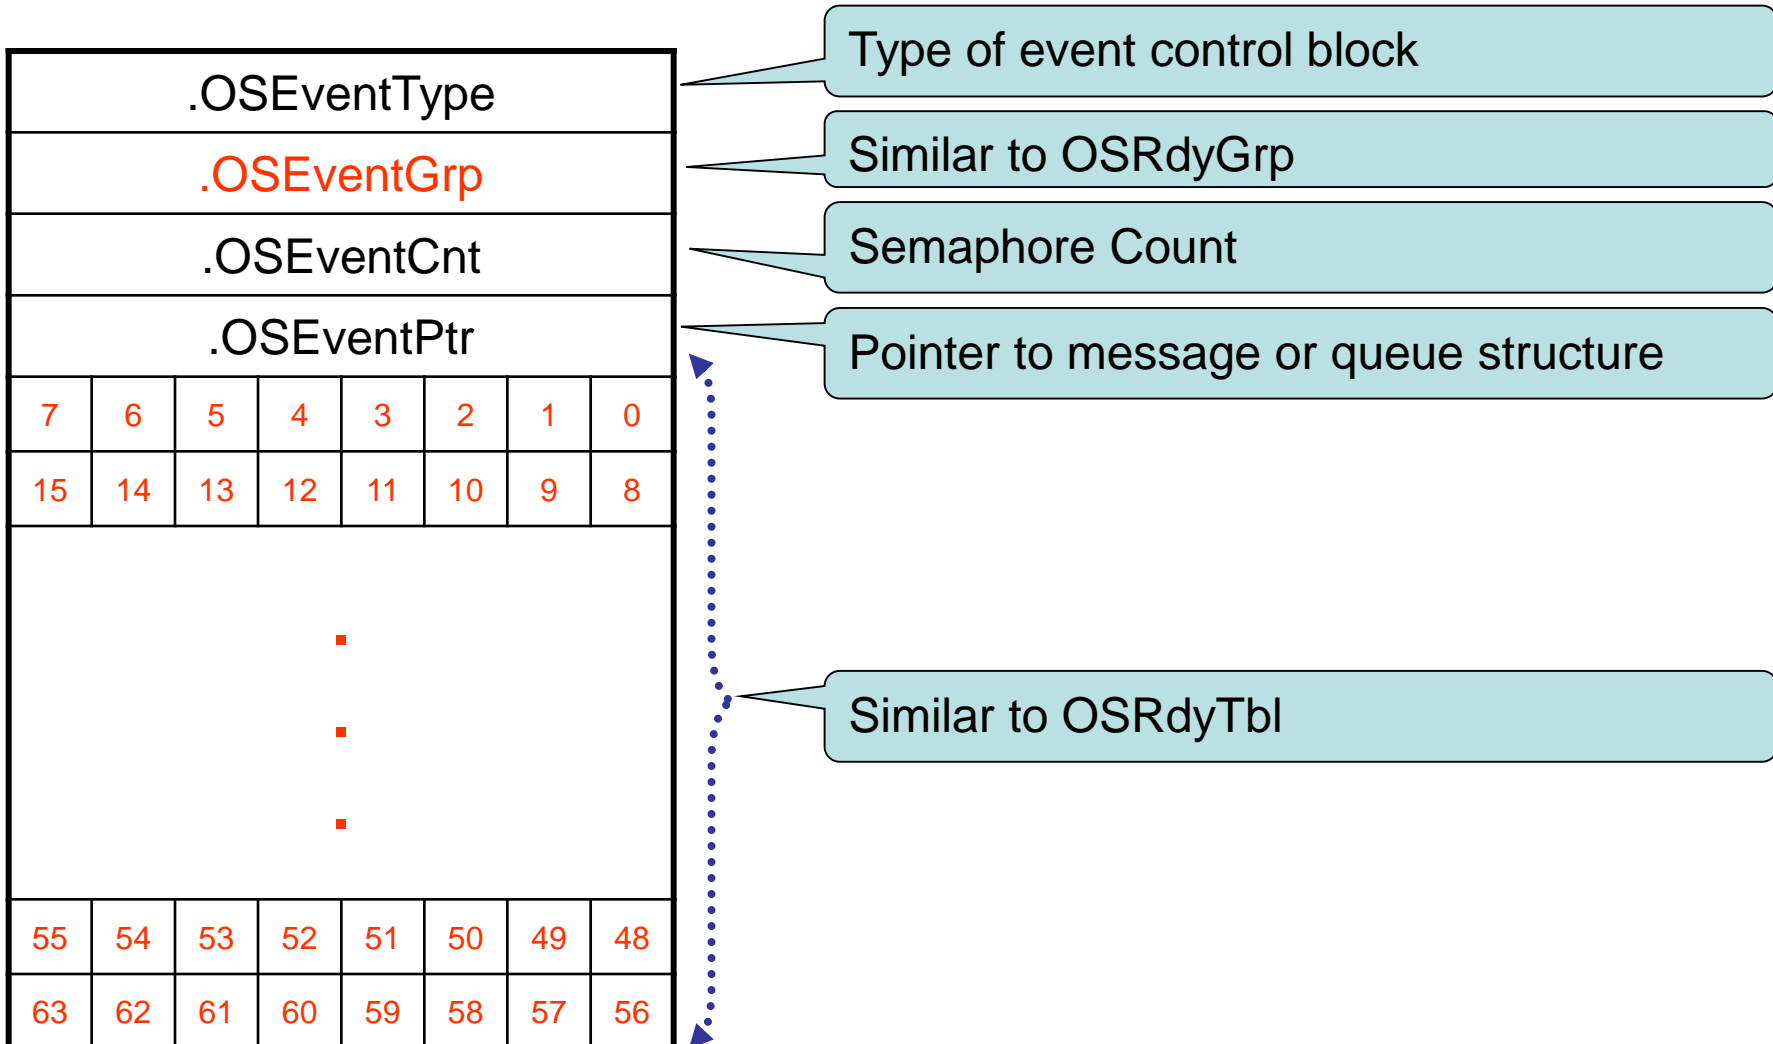 Type of event control block
.OSEventType
.OSEventGrp
Similar to OSRdyGrp
.OSEventCnt
Semaphore Count
.OSEventPtr
Pointer to message or queue structure
7 6 5 4 3 2 1 0
15 14 13 12 11 10 9 8
.
.
.
Similar to OSRdyTbl
55 54 53 52 51 50 49 48
63 62 61 60 59 58 57 56